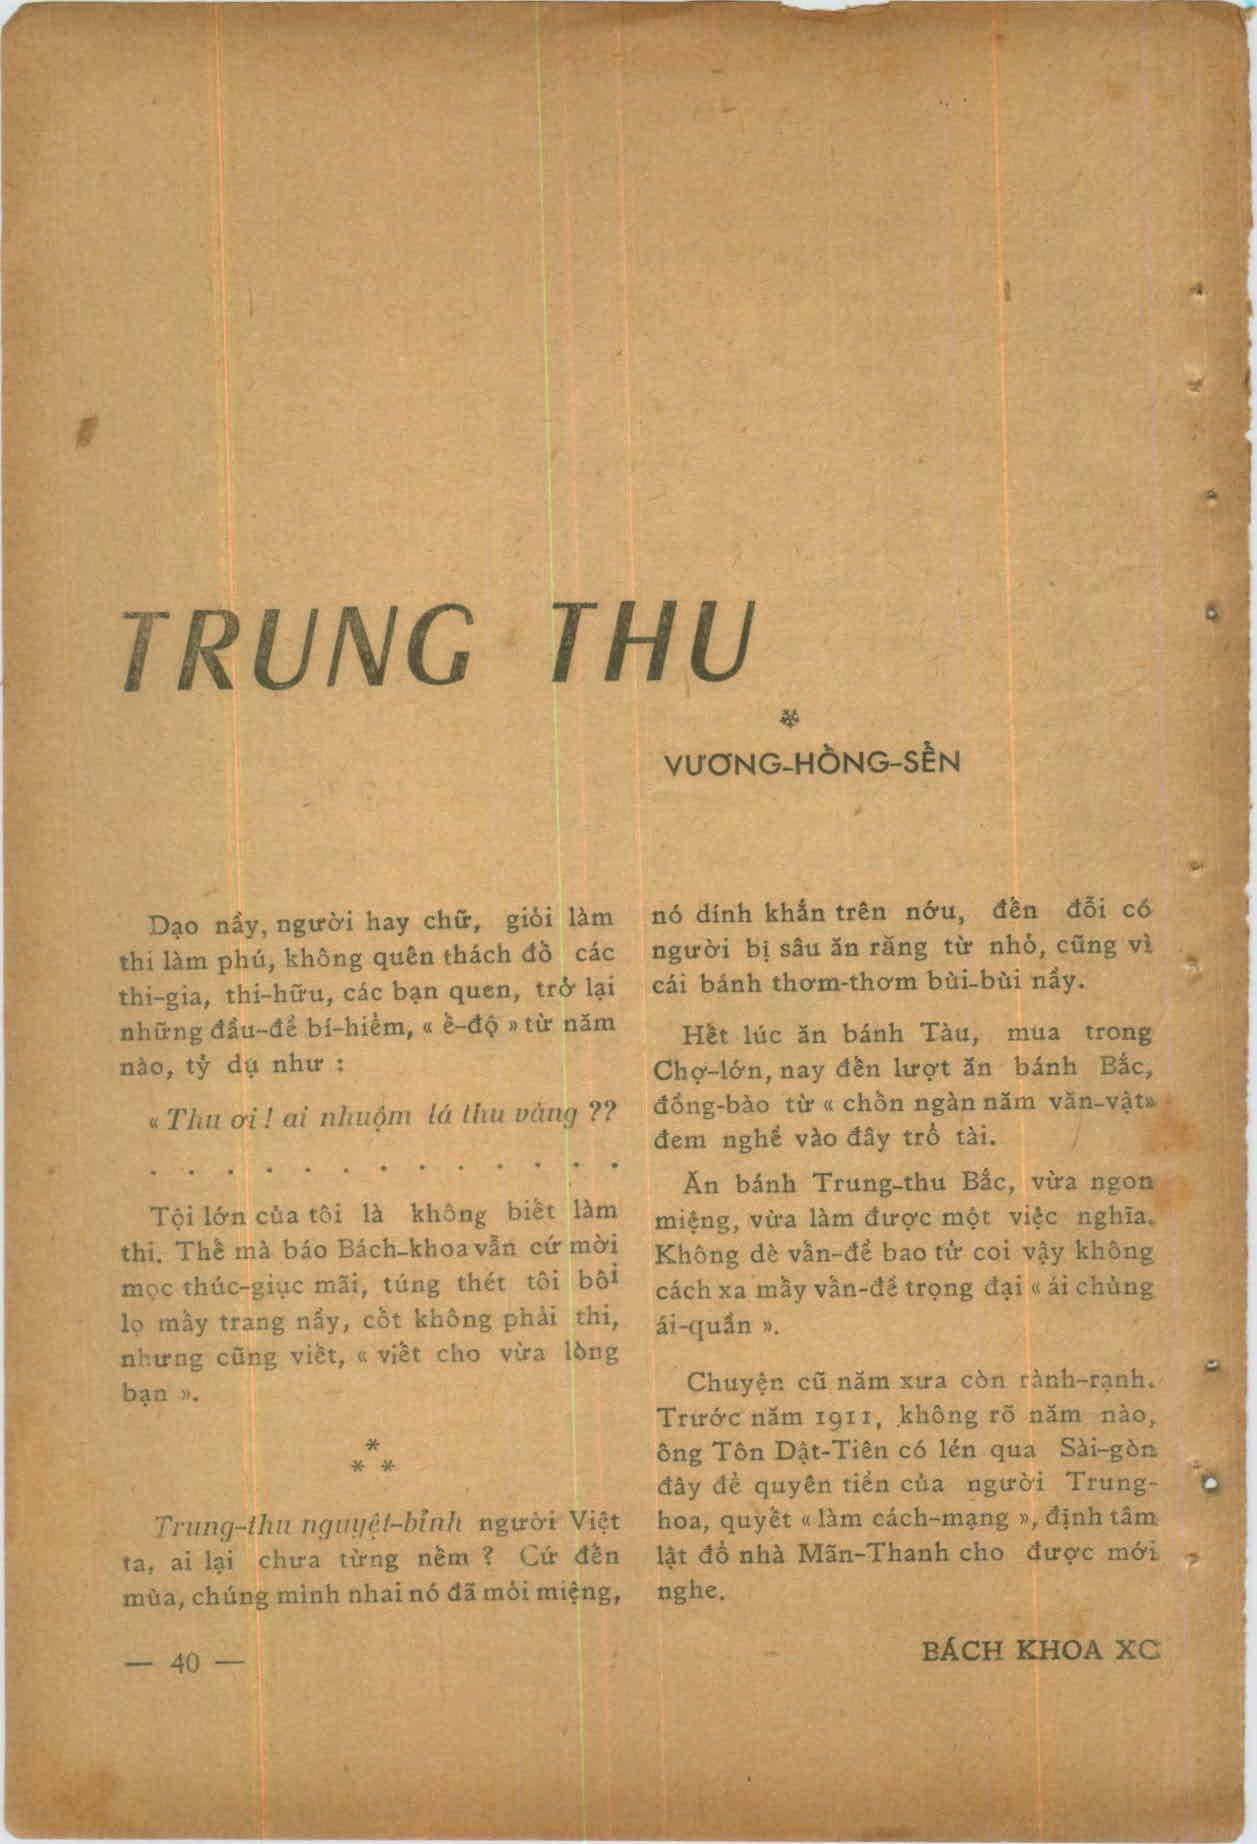 TRUNG THU
*
VƯƠNG-HỒNG-SỂN
Dạo nầy, người hay chữ, giỏi làm
thi làm phú, không quên thách đố các
thi-gia, thi-hữu, các bạn quen, trở lại
những đầu-đề bí-hiểm, « ề-độ » từ năm
nào, tỷ dụ như :
« Thu ơi ! ai nhuộm lá thu vàng ??
. . . . . . . . . . . . .
Tội lớn của tôi là không biết làm
thi. Thế mà báo Bách-khoa vẫn cứ mời
mọc thúc-giục mãi, túng thét tôi bôi
lọ mấy trang nầy, cốt không phải thi,
nhưng cũng viết, « viết cho vừa lòng
bạn ».
*
* *
Trung-thu nguyệt-bỉnh người Việt
ta, ai lại chưa từng nếm ? Cứ đến
mùa, chúng mình nhai nó đã mỏi miệng,
nó dính khắn trên nớu, đến đỗi có
người bị sâu ăn răng từ nhỏ, cũng vì
cái bánh thơm-thơm bùi-bùi nầy.
Hết lúc ăn bánh Tàu, mua trong
Chợ-lớn, nay đến lượt ăn bánh Bắc,
đồng-bào từ « chốn ngàn năm văn-vật»
đem nghề vào đây trổ tài.
Ăn bánh Trung-thu Bắc, vừa ngon
miệng, vừa làm được một việc nghĩa.
Không dè vấn-đề bao tử coi vậy không
cách xa mấy vấn-đề trọng đại « ái chủng
ái-quần ».
Chuyện cũ năm xưa còn rành-rạnh.
Trước năm 1911, không rõ năm nào,
ông Tôn Dật-Tiên có lén qua Sài-gòn
đây để quyên tiền của người Trung-
hoa, quyết « làm cách-mạng », định tâm
lật đổ nhà Mãn-Thanh cho được mới
nghe.
— 40 —
BÁCH KHOA XC